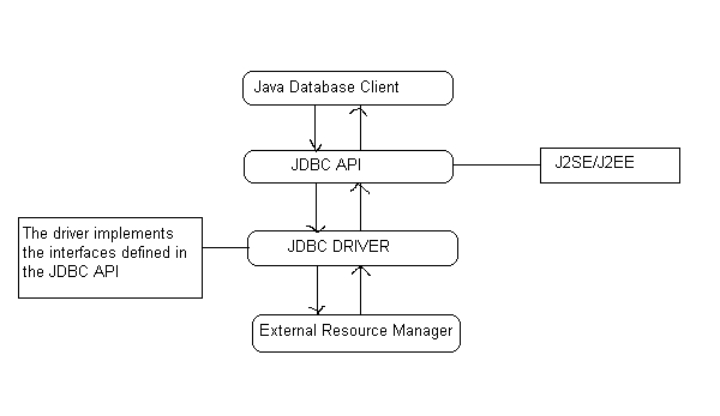 Java Database Client
JDBC API
J2SE/J2EE
The driver implements
the interfaces defined in
the JDBC API
JDBC DRIVER
External Resource Manager